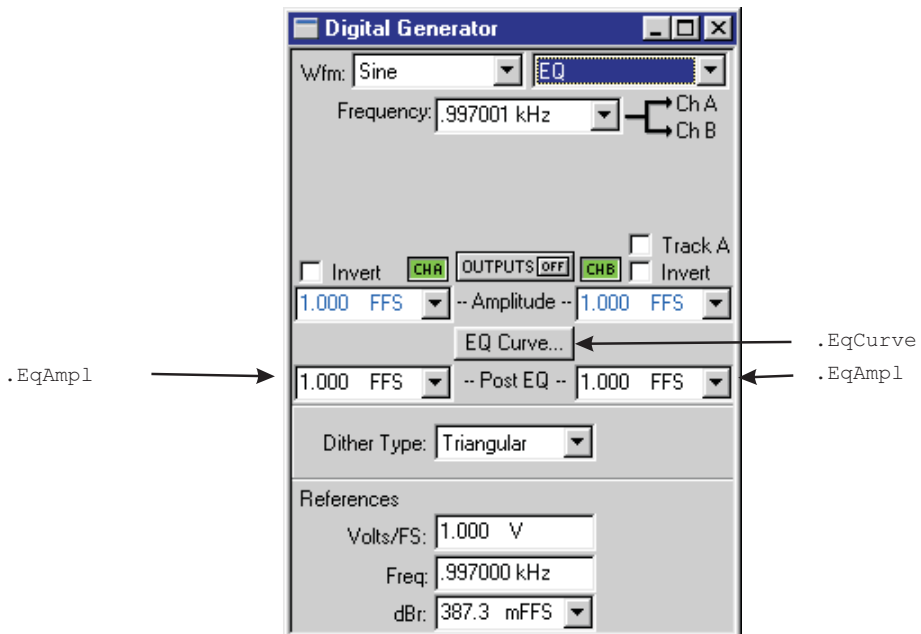 Digital Generator
Wfm: Sine EQ
Frequency: .997001 kHz
Ch A
Ch B
Track A
Invert CHA OUTPUTS OFF CHB Invert
1.000 FFS -- Amplitude -- 1.000 FFS
EQ Curve... .EqCurve
.EqAmpl 1.000 FFS -- Post EQ -- 1.000 FFS .EqAmpl
Dither Type: Triangular
References
Volts/FS: 1.000 V
Freq: .997000 kHz
dBr: 387.3 mFFS